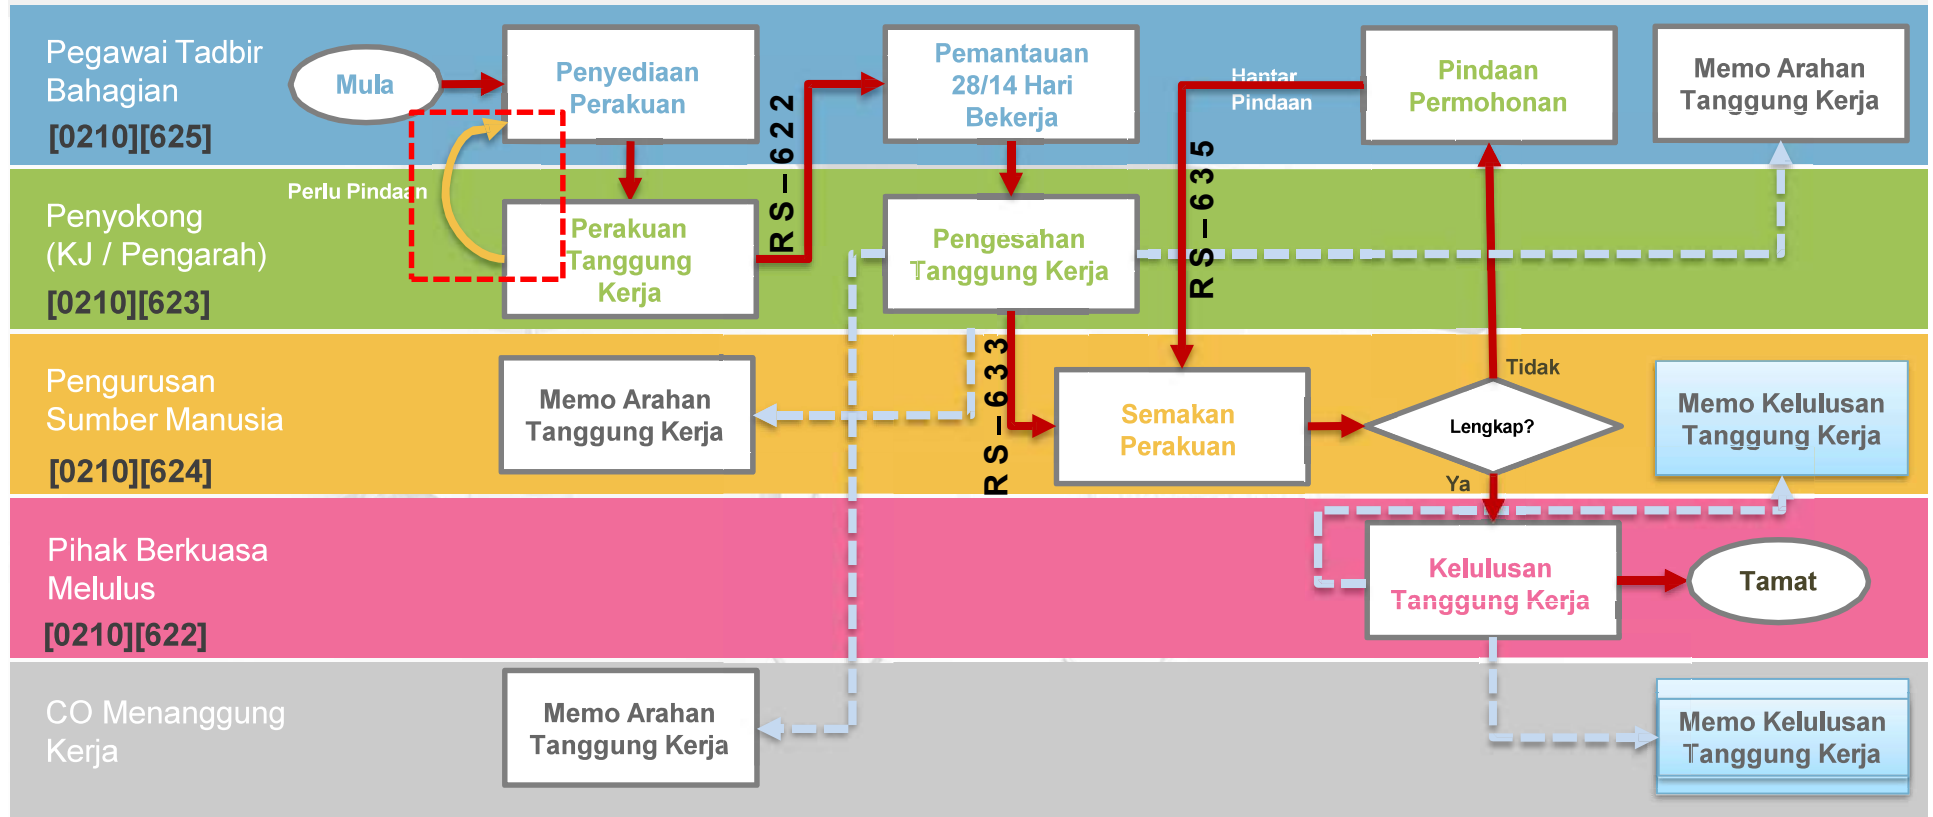 Pegawai Tadbir
Bahagian
[0210][625]
Mula
Penyediaan
Perakuan
Pemantauan
28/14 Hari
Bekerja
Hantar
Pindaan
Pindaan
Permohonan
Memo Arahan
Tanggung Kerja
RS–622
RS–635
Perlu Pindaan
Penyokong
(KJ / Pengarah)
[0210][623]
Perakuan
Tanggung
Kerja
Pengesahan
Tanggung Kerja
Pengurusan
Sumber Manusia
[0210][624]
Memo Arahan
Tanggung Kerja
RS–633
Semakan
Perakuan
Tidak
Lengkap?
Ya
Memo Kelulusan
Tanggung Kerja
Pihak Berkuasa
Melulus
[0210][622]
Kelulusan
Tanggung Kerja
Tamat
CO Menanggung
Kerja
Memo Arahan
Tanggung Kerja
Memo Kelulusan
Tanggung Kerja